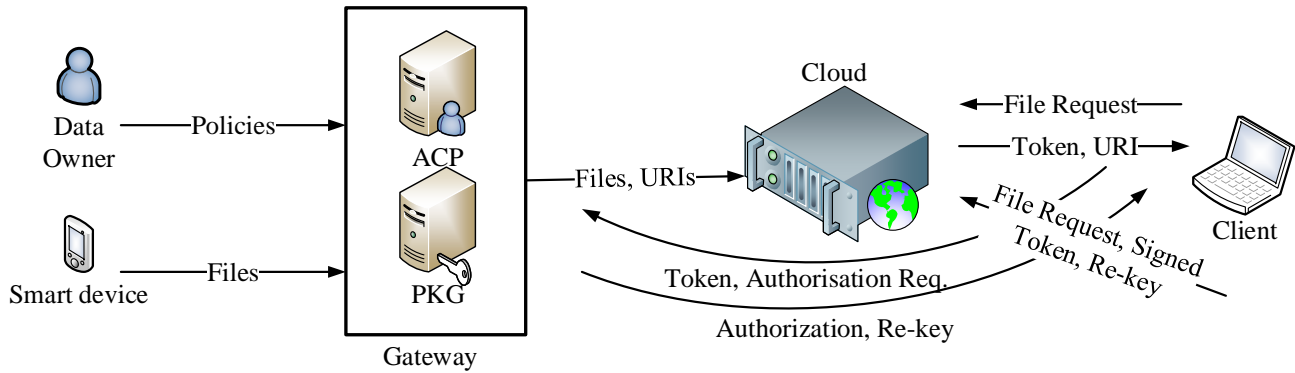 Data
Owner
Policies
Smart device
Files
ACP
PKG
Gateway
Files, URIs
Cloud
File Request
Token, URI
Client
File Request, Signed
Token, Re-key
Token, Authorisation Req.
Authorization, Re-key